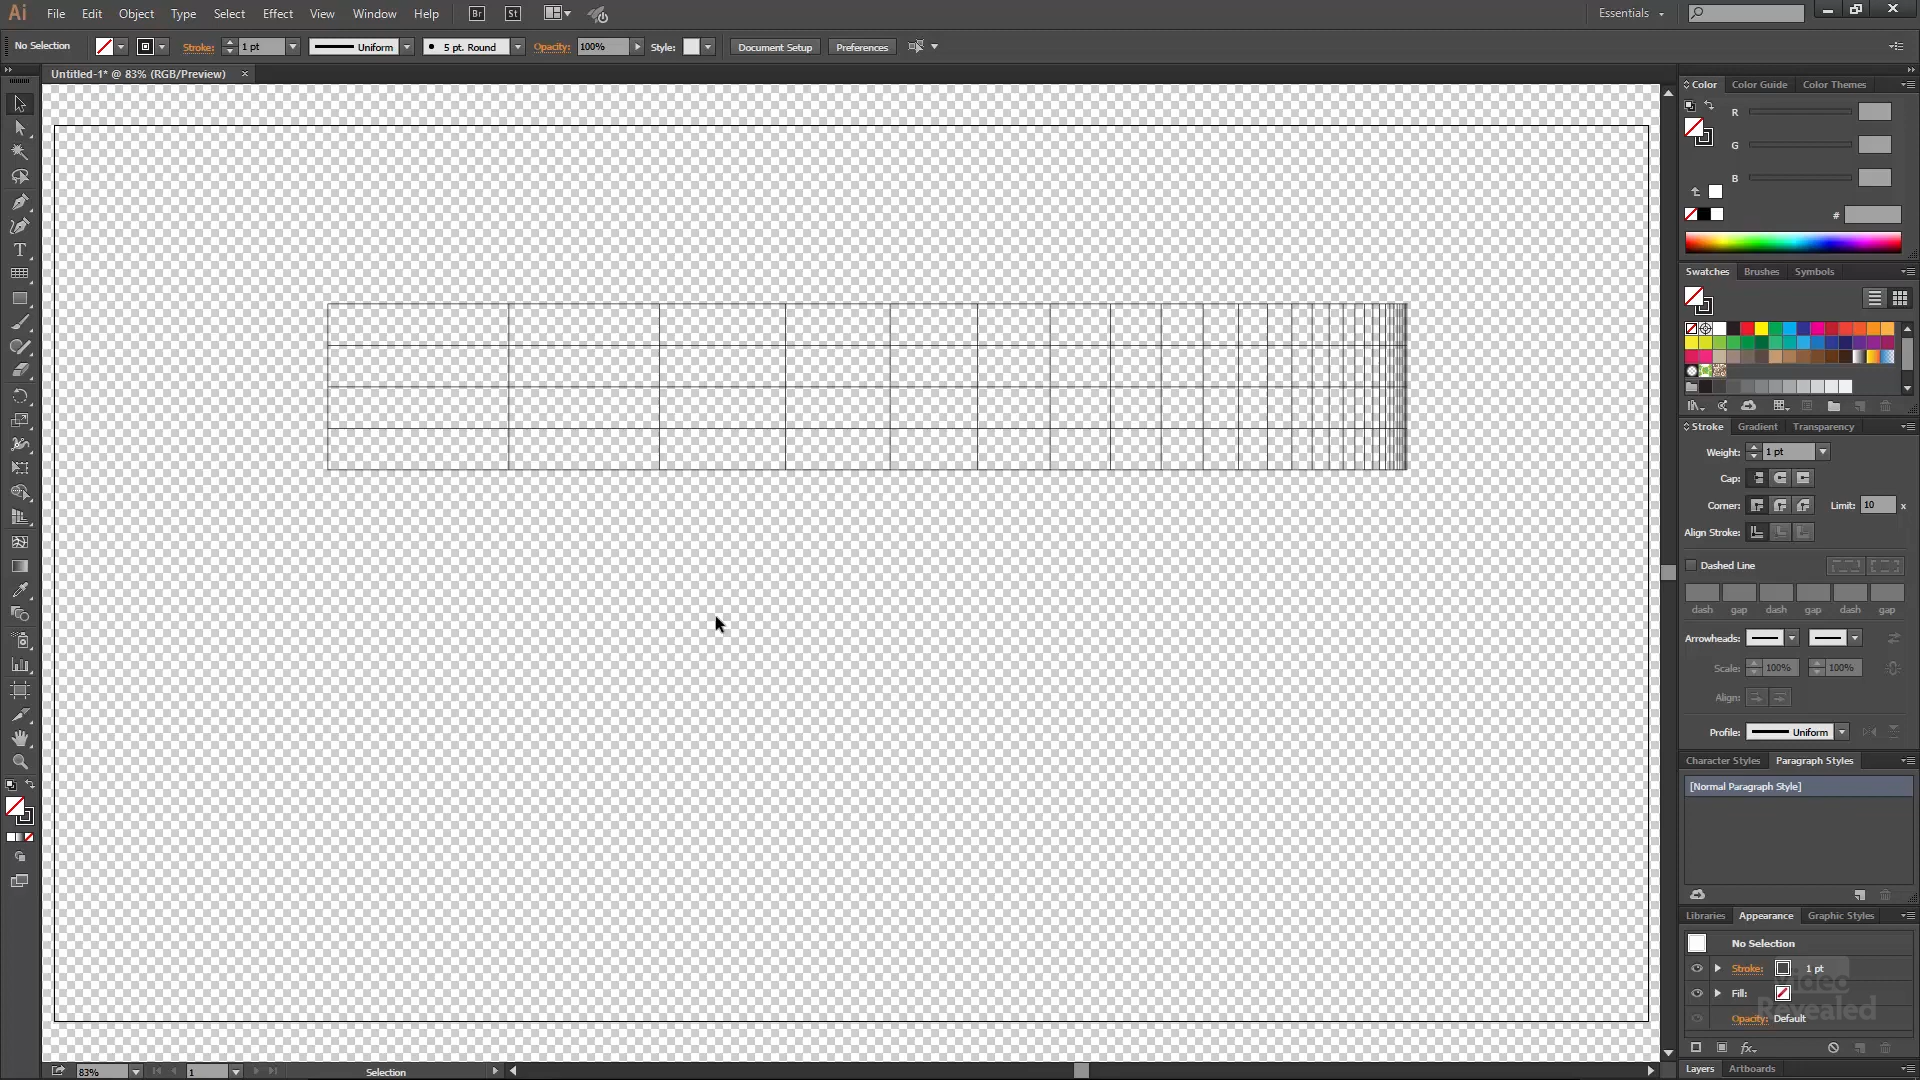 Ai File Edit Object Type Select Effect View Window Help Br St Essentials
No Selection Stroke: 1 pt Uniform 5 pt. Round Opacity: 100% Style: Document Setup Preferences
Untitled-1* @ 83% (RGB/Preview) ×
Color Color Guide Color Themes
R
G
B
#
Swatches Brushes Symbols
Stroke Gradient Transparency
Weight: 1 pt
Cap:
Corner: Limit: 10 x
Align Stroke:
Dashed Line
dash gap dash gap dash gap
Arrowheads:
Scale: 100% 100%
Align:
Profile: Uniform
Character Styles Paragraph Styles
[Normal Paragraph Style]
Libraries Appearance Graphic Styles
No Selection
Stroke: 1 pt
Fill:
Opacity: Default
Video
Revealed
fx
Layers Artboards
83% 1 Selection